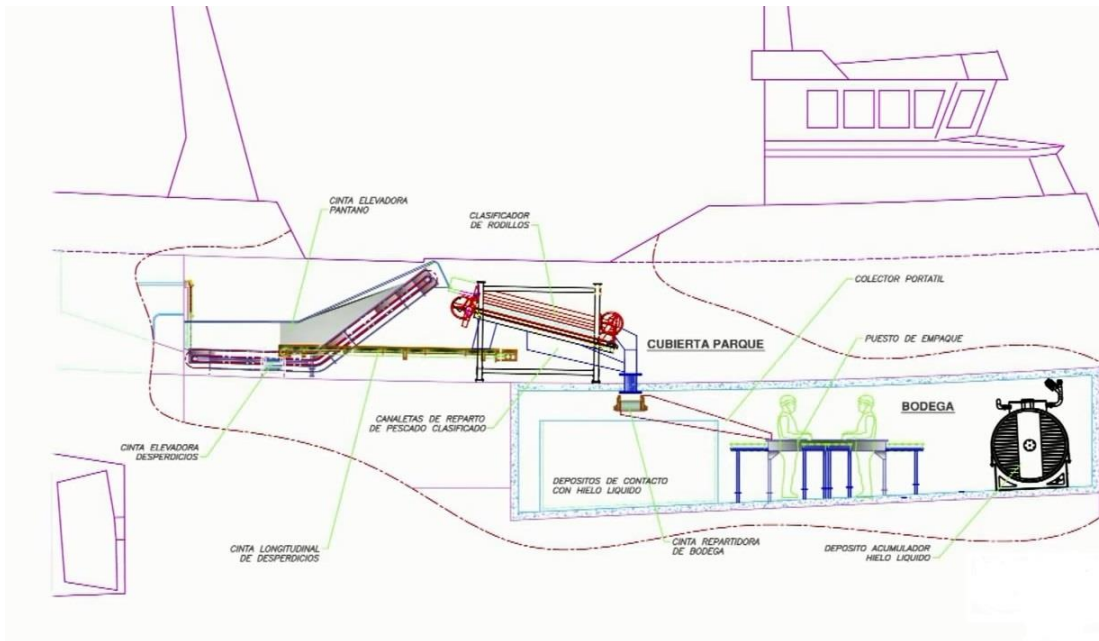 CINTA ELEVADORA
PANTANO
CLASIFICADOR
DE RODILLOS
COLECTOR PORTATIL
CUBIERTA PARQUE
PUESTO DE EMPAQUE
CANALETAS DE REPARTO
DE PESCADO CLASIFICADO
BODEGA
CINTA ELEVADORA
DESPERDICIOS
DEPOSITOS DE CONTACTO
CON HIELO LIQUIDO
CINTA LONGITUDINAL
DE DESPERDICIOS
CINTA REPARTIDORA
DE BODEGA
DEPOSITO ACUMULADOR
HIELO LIQUIDO